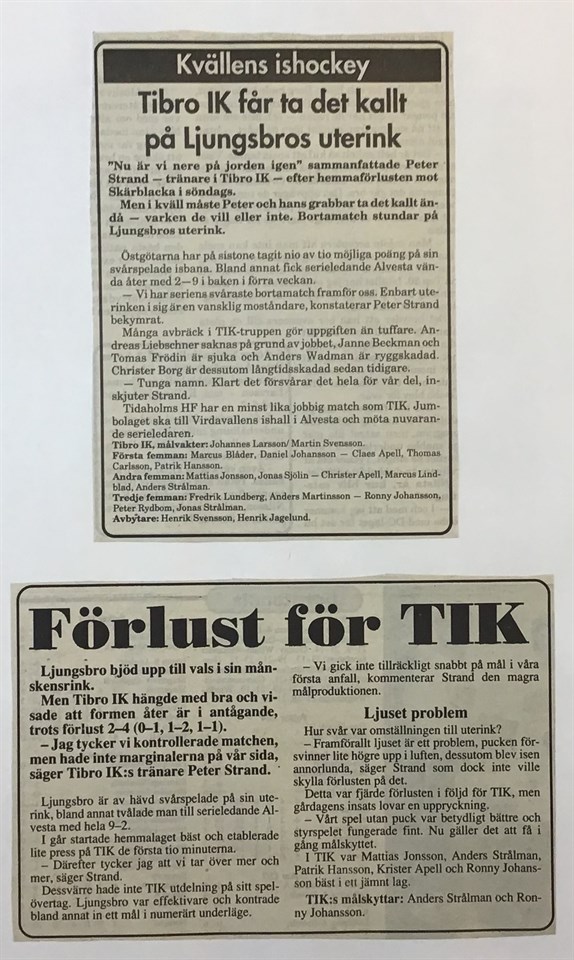 Kvällens ishockey
Tibro IK får ta det kallt
på Ljungsbros uterink
"Nu är vi nere på jorden igen" sammanfattade Peter
Strand — tränare i Tibro IK — efter hemmaförlusten mot
Skärblacka i söndags.
Men i kväll måste Peter och hans grabbar ta det kallt än-
då — varken de vill eller inte. Bortamatch stundar på
Ljungsbros uterink.
Östgötarna har på sistone tagit nio av tio möjliga poäng på sin
svårspelade isbana. Bland annat fick serieledande Alvesta vän-
da åter med 2—9 i baken i förra veckan.
— Vi har seriens svåraste bortamatch framför oss. Enbart ute-
rinken i sig är en vansklig moståndare, konstaterar Peter Strand
bekymrat.
Många avbräck i TIK-truppen gör uppgiften än tuffare. An-
dreas Liebschner saknas på grund av jobbet, Janne Beckman och
Tomas Frödin är sjuka och Anders Wadman är ryggskadad.
Christer Borg är dessutom långtidsskadad sedan tidigare.
— Tunga namn. Klart det försvårar det hela för vår del, in-
skjuter Strand.
Tidaholms HF har en minst lika jobbig match som TIK. Jum-
bolaget ska till Virdavallens ishall i Alvesta och möta nuvaran-
de serieledaren.
Tibro IK, målvakter: Johannes Larsson/ Martin Svensson.
Första femman: Marcus Blåder, Daniel Johansson — Claes Apell, Thomas
Carlsson, Patrik Hansson.
Andra femman: Mattias Jonsson, Jonas Sjölin — Christer Apell, Marcus Lind-
blad, Anders Strålman.
Tredje femman: Fredrik Lundberg, Anders Martinsson — Ronny Johansson,
Peter Rydbom, Jonas Strålman.
Avbytare: Henrik Svensson, Henrik Jagelund.
Förlust för TIK
Ljungsbro bjöd upp till vals i sin mån-
skensrink.
Men Tibro IK hängde med bra och vi-
sade att formen åter är i antågande,
trots förlust 2–4 (0–1, 1–2, 1–1).
– Jag tycker vi kontrollerade matchen,
men hade inte marginalerna på vår sida,
säger Tibro IK:s tränare Peter Strand.
Ljungsbro är av hävd svårspelade på sin ute-
rink, bland annat tvålade man till serieledande Al-
vesta med hela 9–2.
I går startade hemmalaget bäst och etablerade
lite press på TIK de första tio minuterna.
– Därefter tycker jag att vi tar över mer och
mer, säger Strand.
Dessvärre hade inte TIK utdelning på sitt spel-
övertag. Ljungsbro var effektivare och kontrade
bland annat in ett mål i numerärt underläge.
– Vi gick inte tillräckligt snabbt på mål i våra
första anfall, kommenterar Strand den magra
målproduktionen.
Ljuset problem
Hur svår var omställningen till uterink?
– Framförallt ljuset är ett problem, pucken för-
svinner lite högre upp i luften, dessutom blev isen
annorlunda, säger Strand som dock inte ville
skylla förlusten på det.
Detta var fjärde förlusten i följd för TIK, men
gårdagens insats lovar en uppryckning.
– Vårt spel utan puck var betydligt bättre och
styrspelet fungerade fint. Nu gäller det att få i
gång målskyttet.
I TIK var Mattias Jonsson, Anders Strålman,
Patrik Hansson, Krister Apell och Ronny Johans-
son bäst i ett jämnt lag.
TIK:s målskyttar: Anders Strålman och Ron-
ny Johansson.